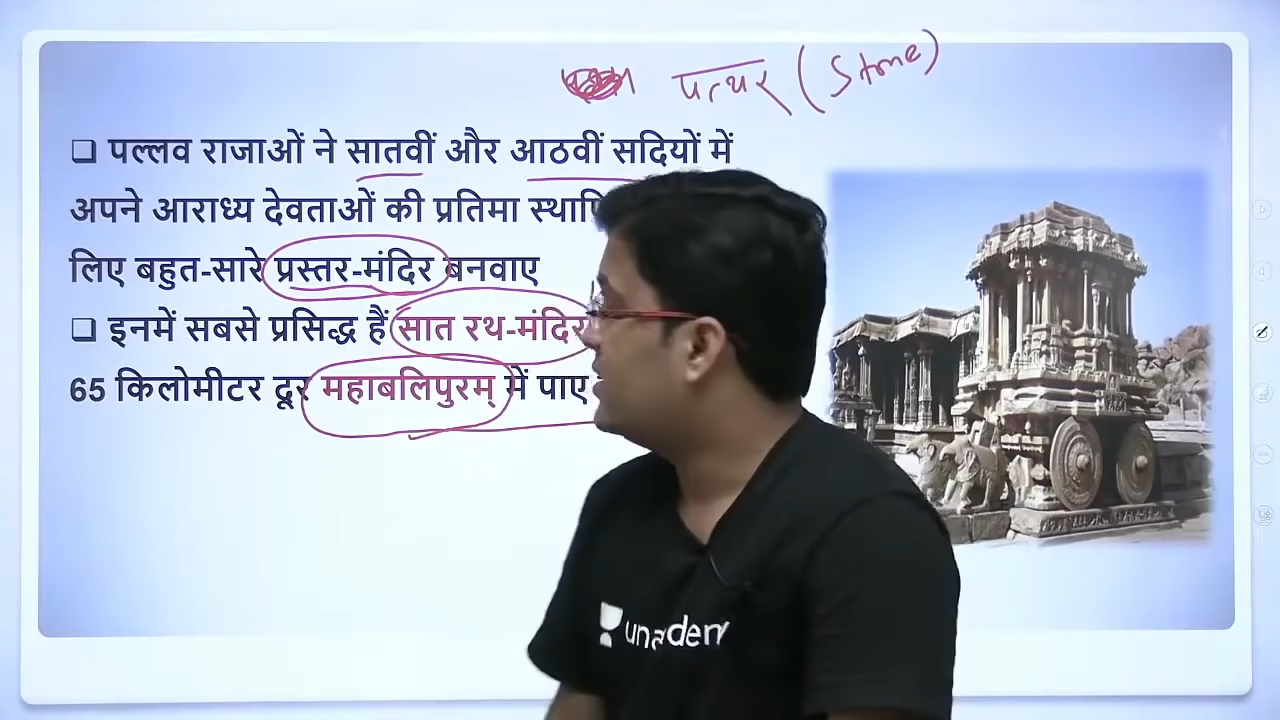 पत्थर (Stone)
❑ पल्लव राजाओं ने सातवीं और आठवीं सदियों में
अपने आराध्य देवताओं की प्रतिमा
लिए बहुत-सारे प्रस्तर-मंदिर बनवाए
❑ इनमें सबसे प्रसिद्ध हैं सात रथ-मंदिर
65 किलोमीटर दूर महाबलिपुरम् में पाए
unacademy